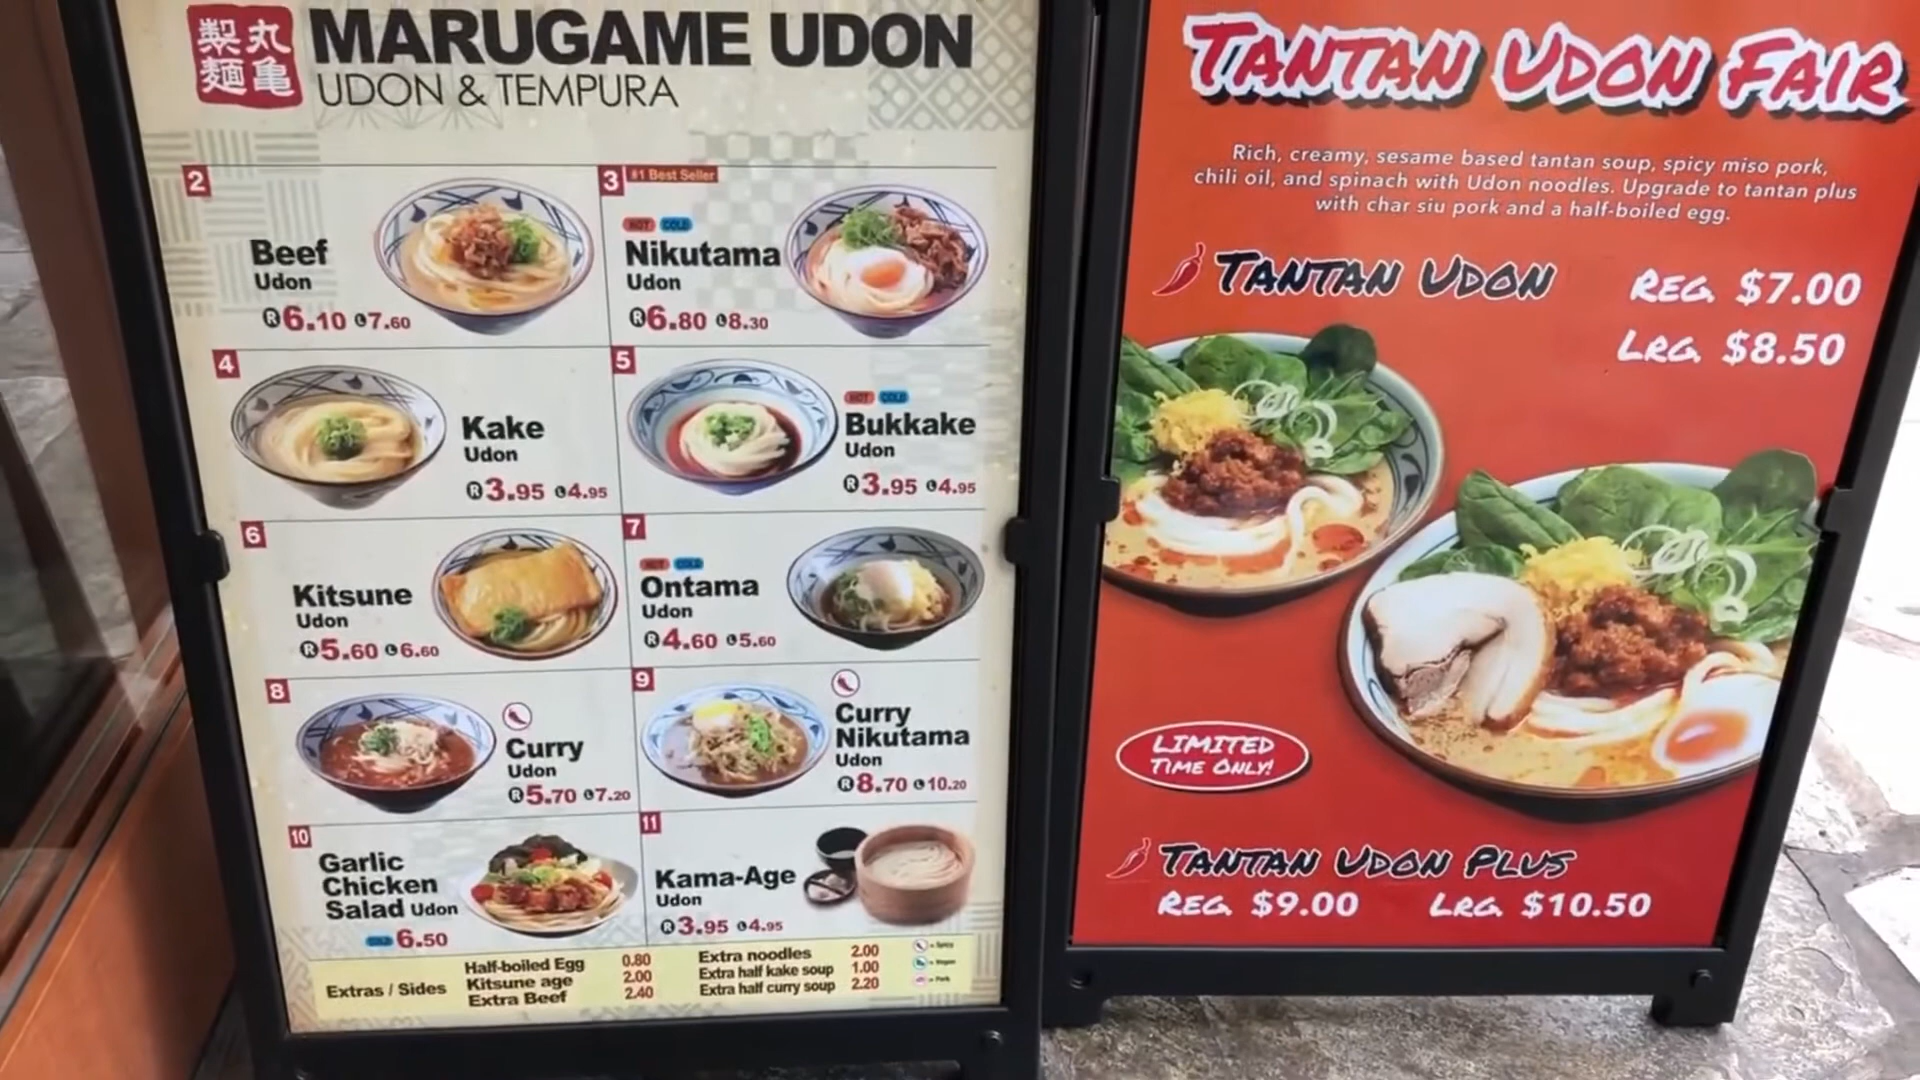 製 丸
麺 亀
MARUGAME UDON
UDON & TEMPURA
2
Beef
Udon
R6.10 L7.60
3 #1 Best Seller
HOT COLD
Nikutama
Udon
R6.80 L8.30
4
Kake
Udon
R3.95 L4.95
5
HOT COLD
Bukkake
Udon
R3.95 L4.95
6
Kitsune
Udon
R5.60 L6.60
7
HOT COLD
Ontama
Udon
R4.60 L5.60
8
Curry
Udon
R5.70 L7.20
9
Curry
Nikutama
Udon
R8.70 L10.20
10
Garlic
Chicken
Salad Udon
COLD 6.50
11
Kama-Age
Udon
R3.95 L4.95
Extras / Sides
Half-boiled Egg 0.80
Kitsune age 2.00
Extra Beef 2.40
Extra noodles 2.00
Extra half kake soup 1.00
Extra half curry soup 2.20
= Spicy
= Vegan
= Pork
TANTAN UDON FAIR
Rich, creamy, sesame based tantan soup, spicy miso pork,
chili oil, and spinach with Udon noodles. Upgrade to tantan plus
with char siu pork and a half-boiled egg.
TANTAN UDON
REG. $7.00
LRG. $8.50
LIMITED
TIME ONLY!
TANTAN UDON PLUS
REG. $9.00 LRG. $10.50